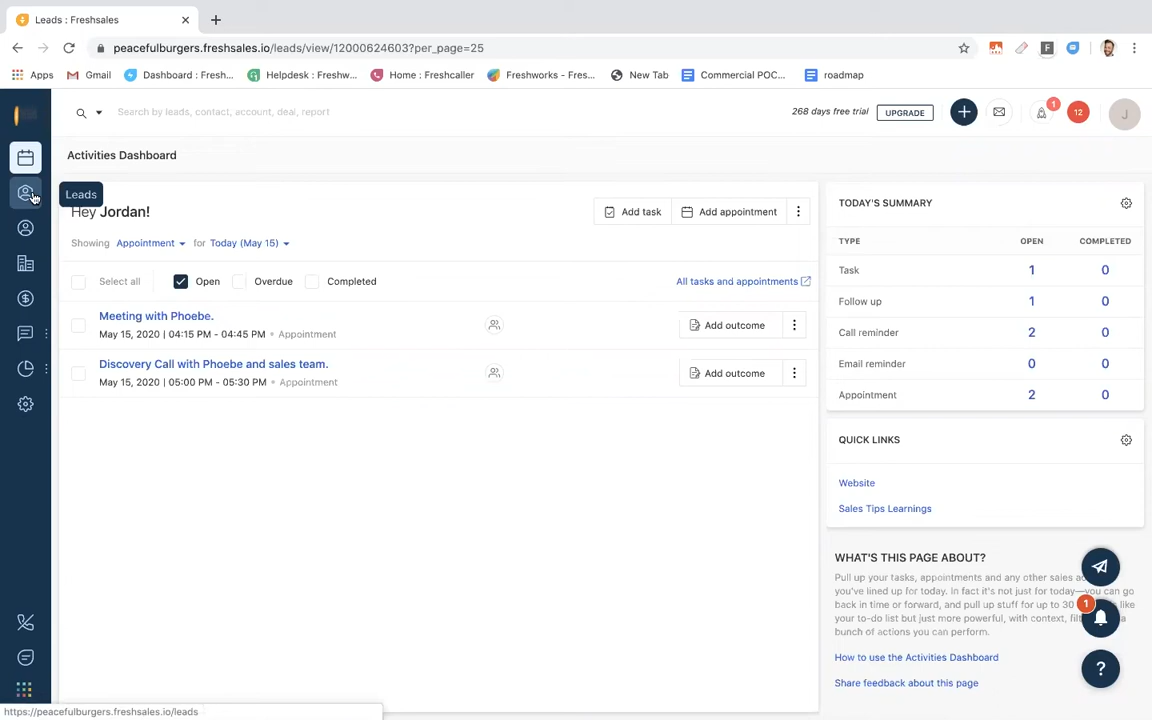 Leads : Freshsales
peacefulburgers.freshsales.io/leads/view/12000624603?per_page=25
F
Apps Gmail Dashboard : Fresh... Helpdesk : Freshw... Home : Freshcaller Freshworks - Fres... New Tab Commercial POC... roadmap
Search by leads, contact, account, deal, report
268 days free trial UPGRADE 1 12 J
Activities Dashboard
Leads
Hey Jordan!
Add task Add appointment
Showing Appointment for Today (May 15)
Select all Open Overdue Completed All tasks and appointments
Meeting with Phoebe.
May 15, 2020 | 04:15 PM - 04:45 PM • Appointment
Add outcome
Discovery Call with Phoebe and sales team.
May 15, 2020 | 05:00 PM - 05:30 PM • Appointment
Add outcome
TODAY'S SUMMARY
TYPE OPEN COMPLETED
Task 1 0
Follow up 1 0
Call reminder 2 0
Email reminder 0 0
Appointment 2 0
QUICK LINKS
Website
Sales Tips Learnings
WHAT'S THIS PAGE ABOUT?
Pull up your tasks, appointments and any other sales
you've lined up for today. In fact it's not just for today—you can go
back in time or forward, and pull up stuff for up to 30 like
your to-do list but just more powerful, with context,
bunch of actions you can perform.
1
How to use the Activities Dashboard
Share feedback about this page
?
https://peacefulburgers.freshsales.io/leads